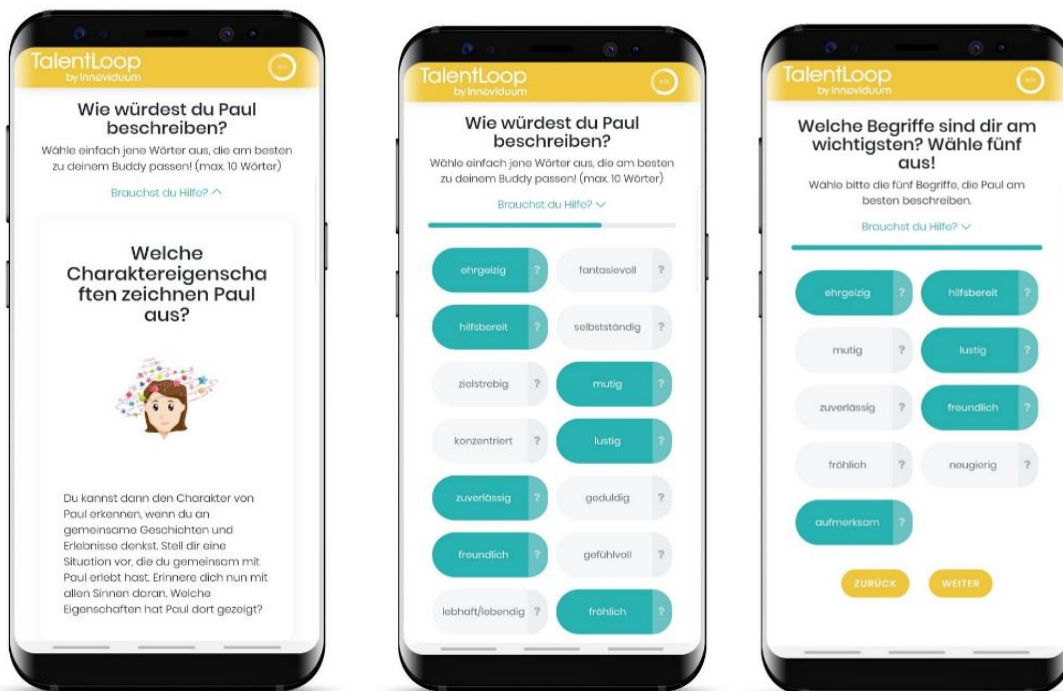 TalentLoop
by Innoviduum
Wie würdest du Paul
beschreiben?
Wähle einfach jene Wörter aus, die am besten
zu deinem Buddy passen! (max. 10 Wörter)
Brauchst du Hilfe?
Welche
Charaktereigenscha
ften zeichnen Paul
aus?
Du kannst dann den Charakter von
Paul erkennen, wenn du an
gemeinsame Geschichten und
Erlebnisse denkst. Stell dir eine
Situation vor, die du gemeinsam mit
Paul erlebt hast. Erinnere dich nun mit
allen Sinnen daran. Welche
Eigenschaften hat Paul dort gezeigt?
TalentLoop
by Innoviduum
Wie würdest du Paul
beschreiben?
Wähle einfach jene Wörter aus, die am besten
zu deinem Buddy passen! (max. 10 Wörter)
Brauchst du Hilfe?
ehrgeizig ? fantasievoll ?
hilfsbereit ? selbstständig ?
zielstrebig ? mutig ?
konzentriert ? lustig ?
zuverlässig ? geduldig ?
freundlich ? gefühlvoll ?
lebhaft/lebendig ? fröhlich ?
TalentLoop
by Innoviduum
Welche Begriffe sind dir am
wichtigsten? Wähle fünf
aus!
Wähle bitte die fünf Begriffe, die Paul am
besten beschreiben.
Brauchst du Hilfe?
ehrgeizig ? hilfsbereit ?
mutig ? lustig ?
zuverlässig ? freundlich ?
fröhlich ? neugierig ?
aufmerksam ?
ZURÜCK WEITER